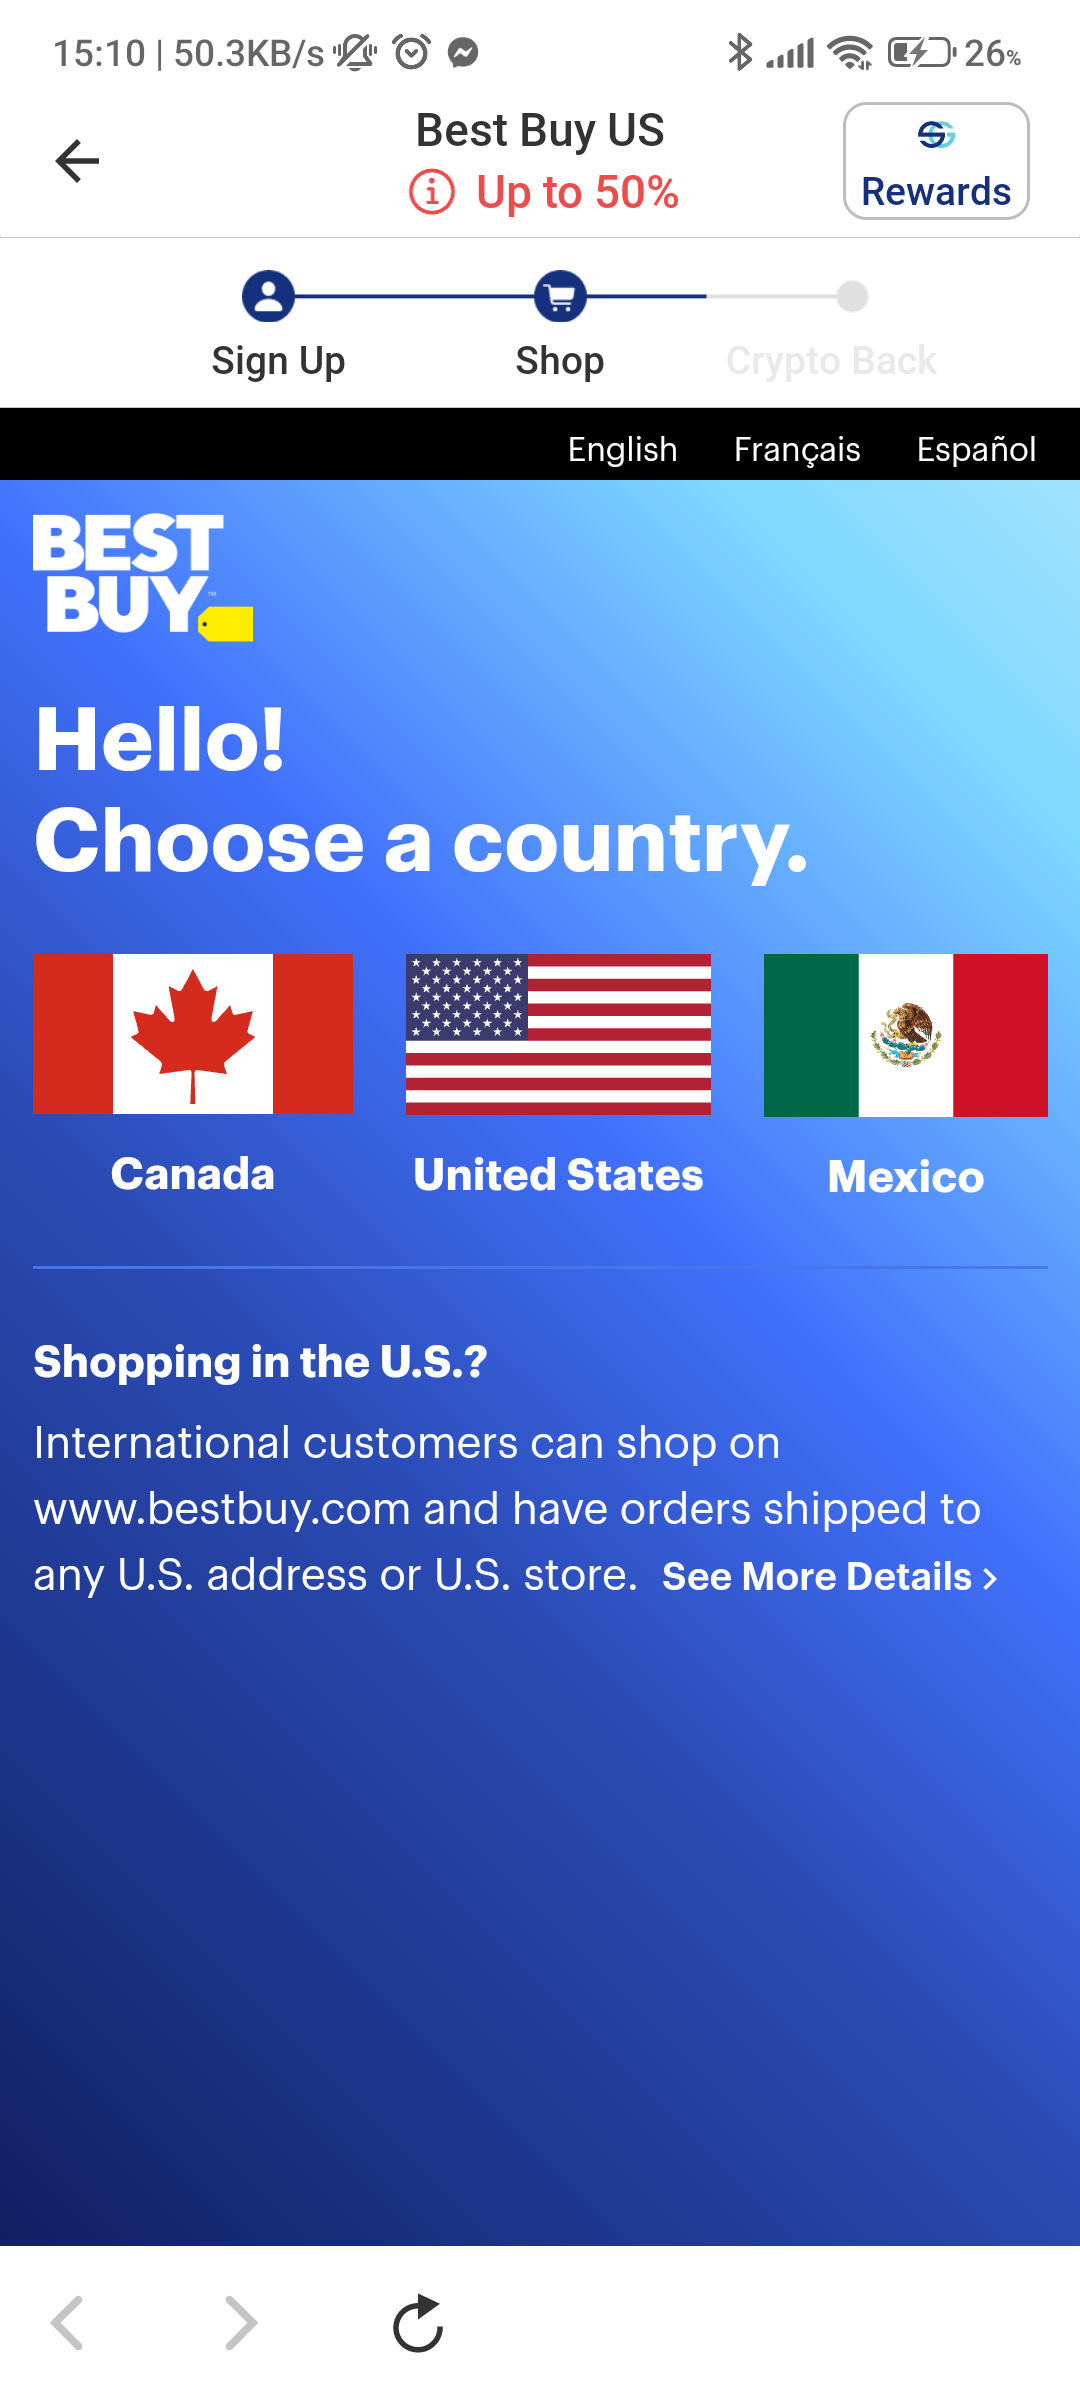 15:10 | 50.3KB/s
26%
Best Buy US
Up to 50%
Rewards
Sign Up
Shop
Crypto Back
English Français Español
BEST
BUY™
Hello!
Choose a country.
Canada
United States
Mexico
Shopping in the U.S.?
International customers can shop on
www.bestbuy.com and have orders shipped to
any U.S. address or U.S. store. See More Details >